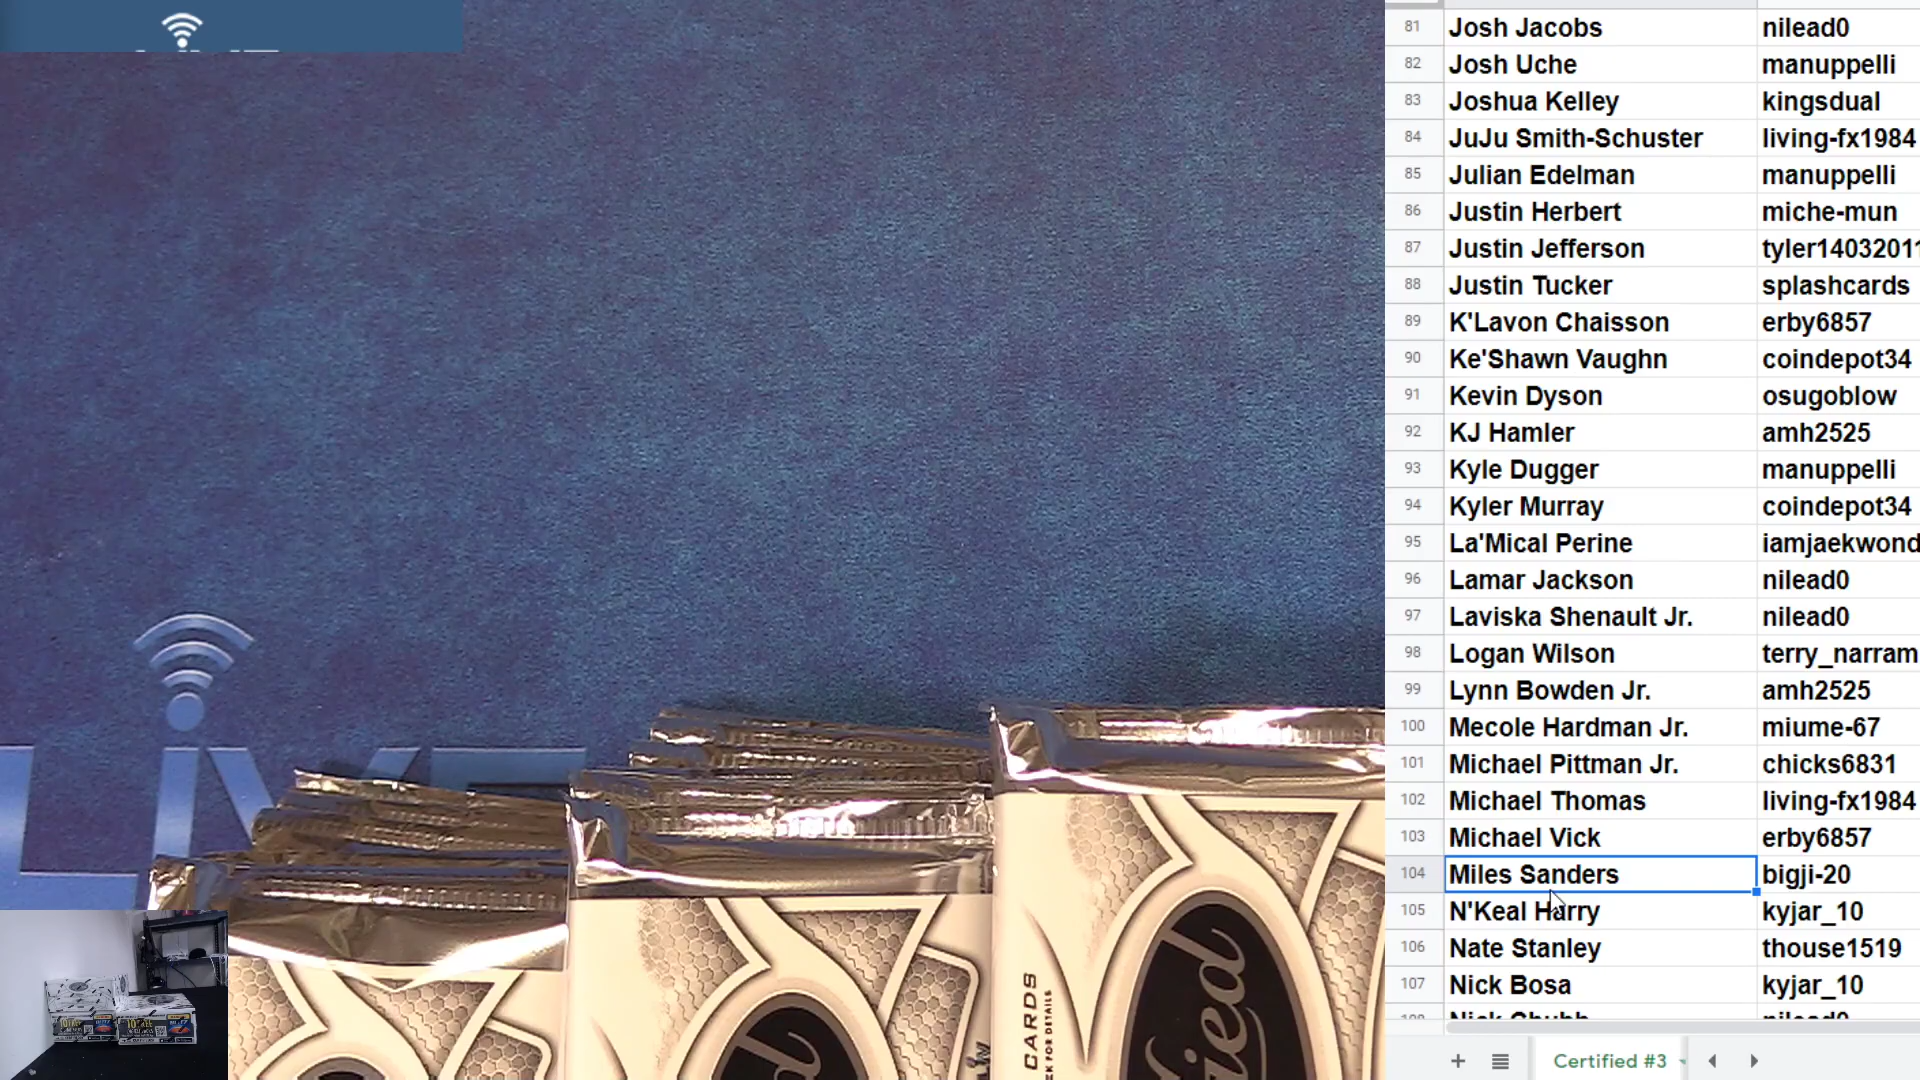 LIVE
CARDS
81 Josh Jacobs nilead0
82 Josh Uche manuppelli
83 Joshua Kelley kingsdual
84 JuJu Smith-Schuster living-fx1984
85 Julian Edelman manuppelli
86 Justin Herbert miche-mun
87 Justin Jefferson tyler1403201
88 Justin Tucker splashcards
89 K'Lavon Chaisson erby6857
90 Ke'Shawn Vaughn coindepot34
91 Kevin Dyson osugoblow
92 KJ Hamler amh2525
93 Kyle Dugger manuppelli
94 Kyler Murray coindepot34
95 La'Mical Perine iamjaekwond
96 Lamar Jackson nilead0
97 Laviska Shenault Jr. nilead0
98 Logan Wilson terry_narram
99 Lynn Bowden Jr. amh2525
100 Mecole Hardman Jr. miume-67
101 Michael Pittman Jr. chicks6831
102 Michael Thomas living-fx1984
103 Michael Vick erby6857
104 Miles Sanders bigji-20
105 N'Keal Harry kyjar_10
106 Nate Stanley thouse1519
107 Nick Bosa kyjar_10
Certified #3